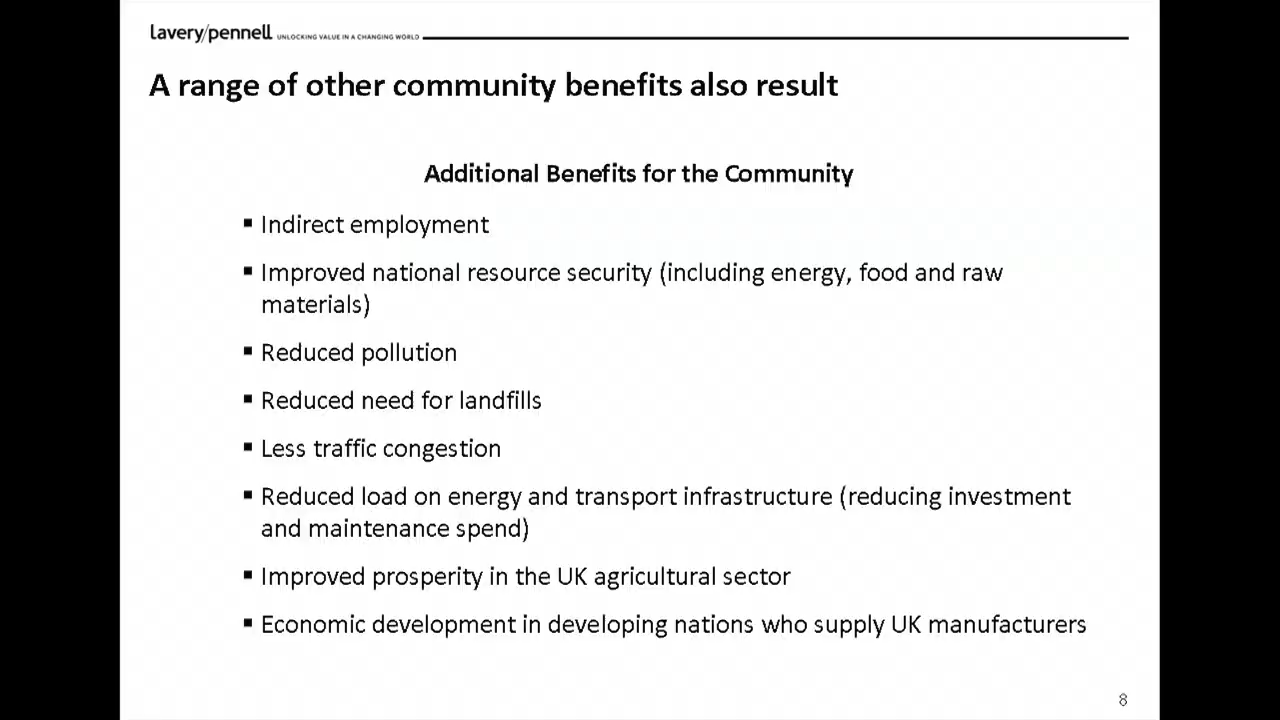 lavery/pennell UNLOCKING VALUE IN A CHANGING WORLD
A range of other community benefits also result
Additional Benefits for the Community
▪ Indirect employment
▪ Improved national resource security (including energy, food and raw
materials)
▪ Reduced pollution
▪ Reduced need for landfills
▪ Less traffic congestion
▪ Reduced load on energy and transport infrastructure (reducing investment
and maintenance spend)
▪ Improved prosperity in the UK agricultural sector
▪ Economic development in developing nations who supply UK manufacturers
8